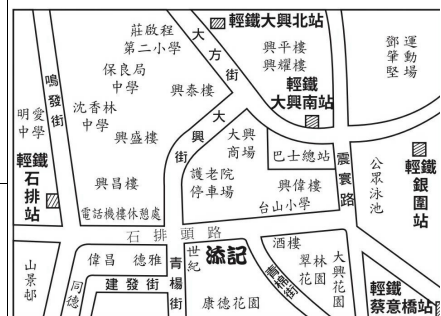 莊啟程
第二小學
輕鐵大興北站
大方街
興平樓
興耀樓
運動場
鄧肇堅
保良局
中學
鳴發街
沈香林
中學
興泰樓
輕鐵
大興南站
明愛
中學
大興街
大興
商場
巴士總站
震寰路
公眾泳池
輕鐵
銀圍站
興盛樓
輕鐵
石排站
護老院
停車場
興偉樓
興昌樓
電話機樓休憩處
台山小學
石排頭路
山景邨
偉昌
德雅
同德
建發街
青楊街
世紀
添記
康德花園
酒樓
青棉街
翠林
花園
大興花園
輕鐵
蔡意橋站